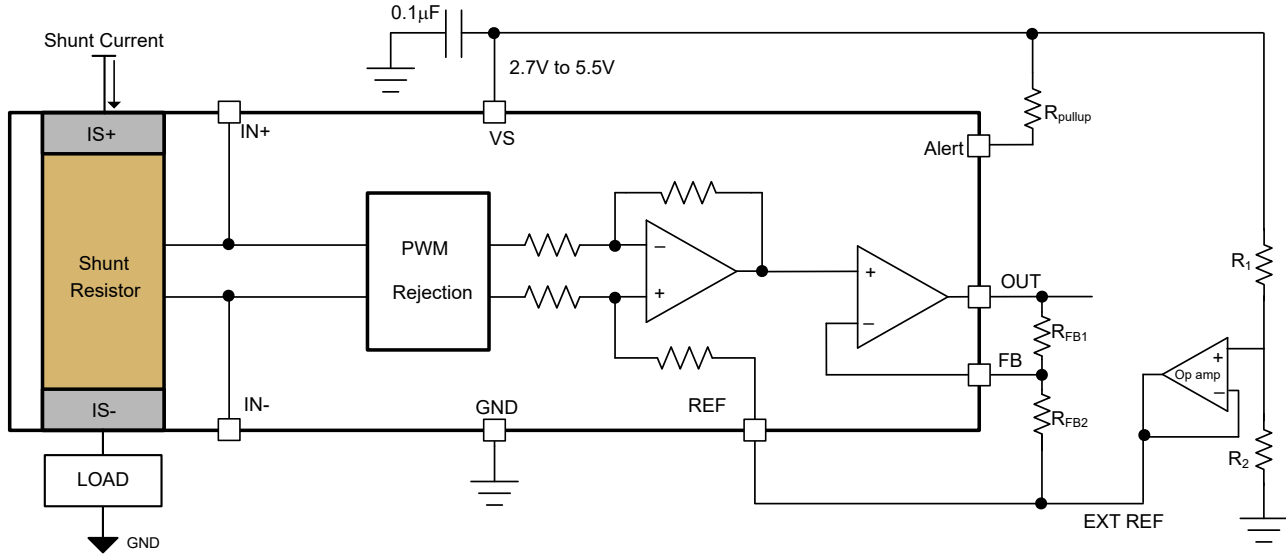 0.1μF
Shunt Current
2.7V to 5.5V
IS+
IN+
VS
Alert
Rpullup
Shunt
Resistor
PWM
Rejection
−
+
+
−
OUT
RFB1
FB
RFB2
R1
+
Op amp
−
R2
IS-
IN-
GND
REF
LOAD
GND
EXT REF